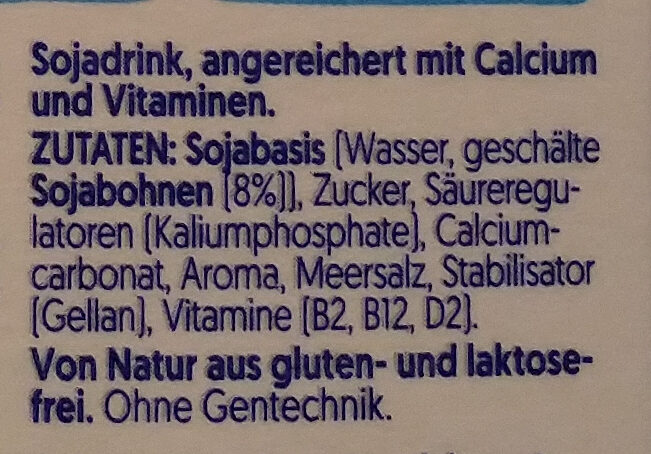 Sojadrink, angereichert mit Calcium
und Vitaminen.
ZUTATEN: Sojabasis (Wasser, geschälte
Sojabohnen (8%)), Zucker, Säureregu-
latoren (Kaliumphosphate), Calcium-
carbonat, Aroma, Meersalz, Stabilisator
(Gellan), Vitamine (B2, B12, D2).
Von Natur aus gluten- und laktose-
frei. Ohne Gentechnik.